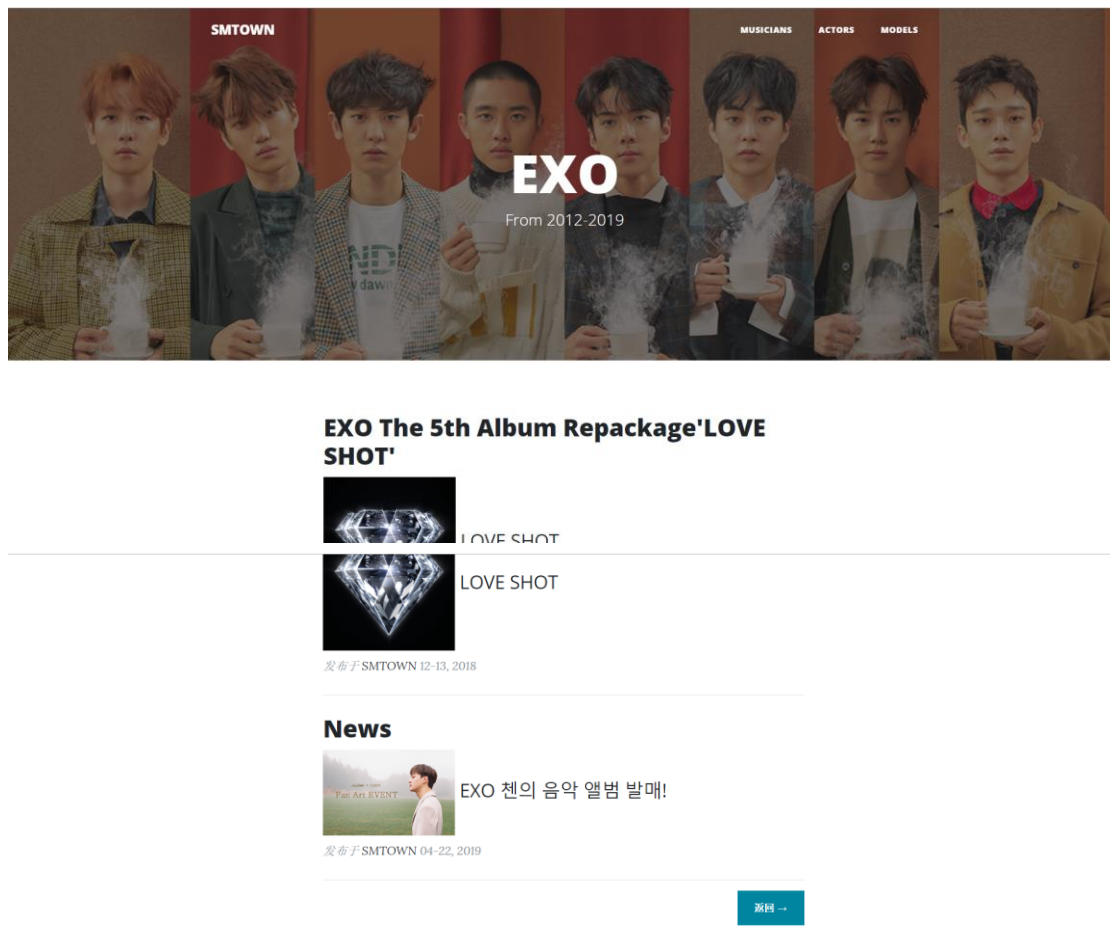 SMTOWN
MUSICIANS ACTORS MODELS
EXO
From 2012-2019
EXO The 5th Album Repackage'LOVE
SHOT'
LOVE SHOT
LOVE SHOT
发布于 SMTOWN 12-13, 2018
News
Fan Art EVENT
EXO 첸의 음악 앨범 발매!
发布于 SMTOWN 04-22, 2019
返回 →